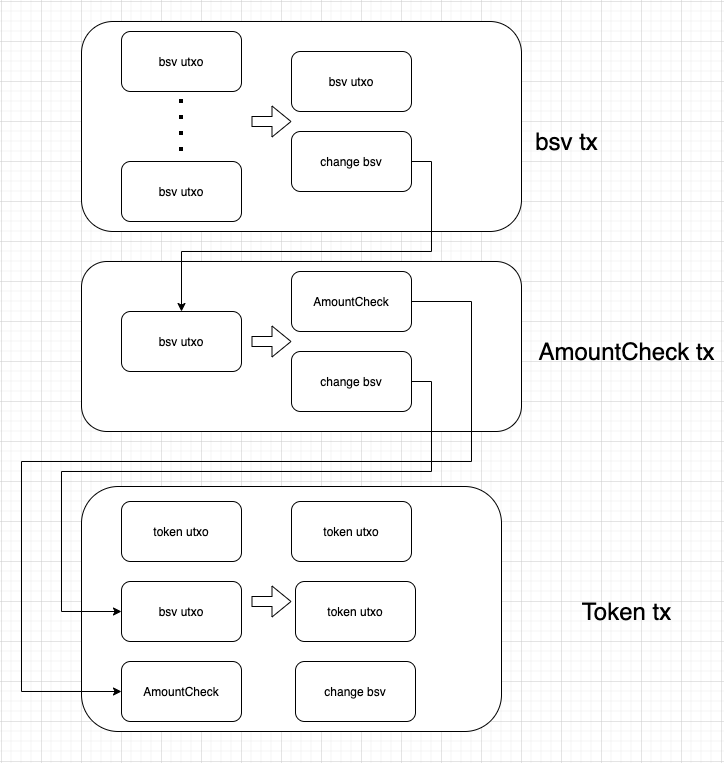 bsv utxo
bsv utxo
bsv utxo
change bsv
bsv tx
bsv utxo
AmountCheck
change bsv
AmountCheck tx
token utxo
bsv utxo
AmountCheck
token utxo
token utxo
change bsv
Token tx